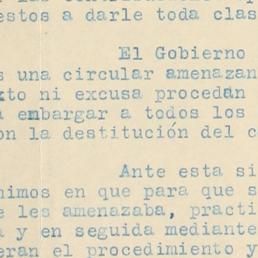 estos a darle toda clas
El Gobierno
s una circular amenazan
xto ni excusa procedan
a embargar a todos los
on la destitución del c
Ante esta si
nimos en que para que s
e les amenazaba, practi
a y en seguida mediante
eran el procedimiento y